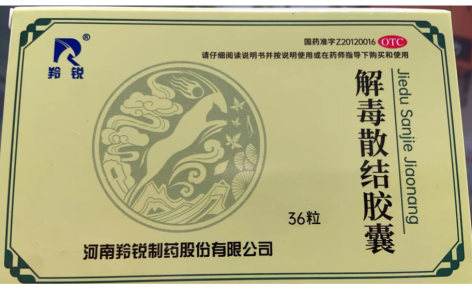 羚锐
®
国药准字Z20120016 OTC
请仔细阅读说明书并按说明使用或在药师指导下购买和使用
解毒散结胶囊
Jiedu Sanjie Jiaonang
36粒
河南羚锐制药股份有限公司